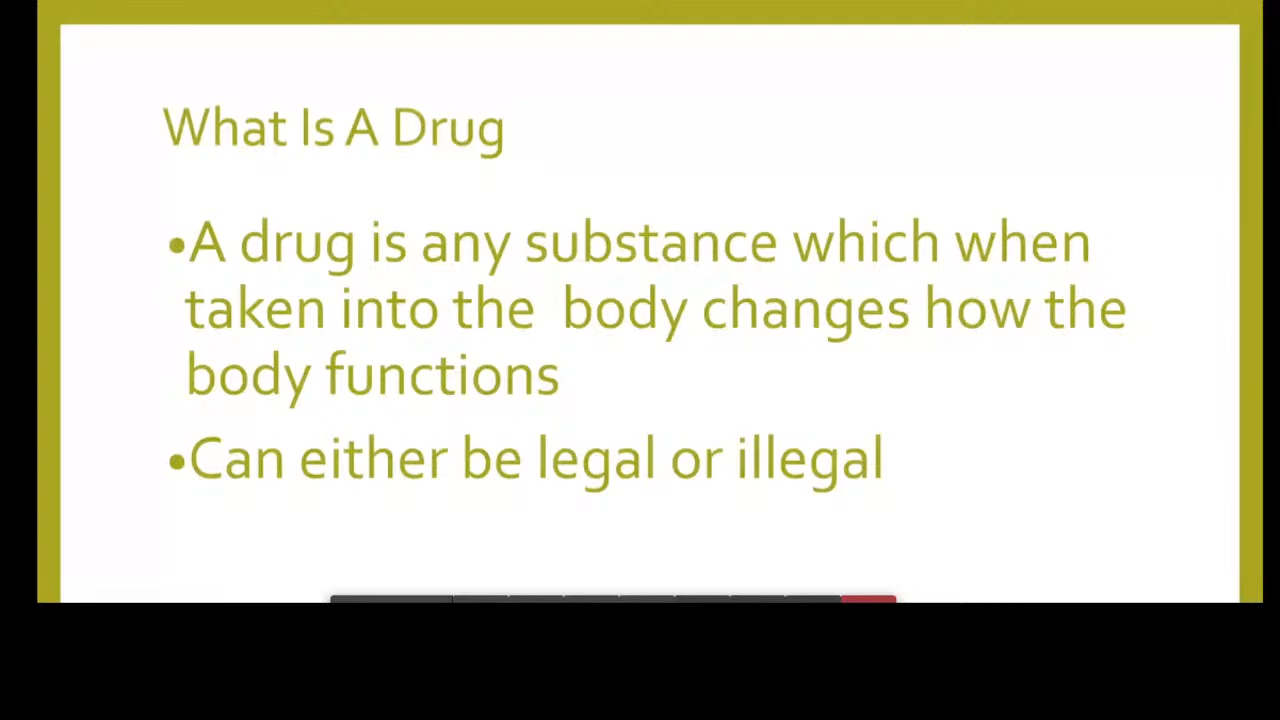 What Is A Drug
•A drug is any substance which when
taken into the  body changes how the
body functions
•Can either be legal or illegal